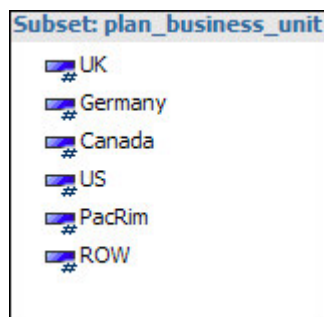 Subset: plan_business_unit
UK
Germany
Canada
US
PacRim
ROW